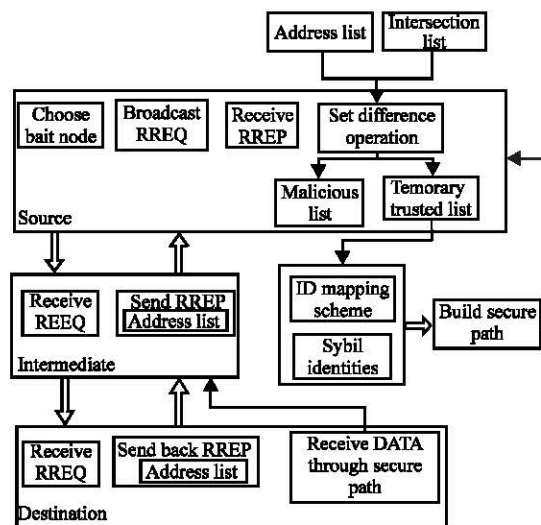 Address list
Intersection
list
Choose
bait node
Broadcast
RREQ
Receive
RREP
Set difference
operation
Malicious
list
Temorary
trusted list
Source
Receive
REEQ
Send RREP
Address list
Intermediate
ID mapping
scheme
Sybil
identities
Build secure
path
Receive
RREQ
Send back RREP
Address list
Receive DATA
through secure
path
Destination